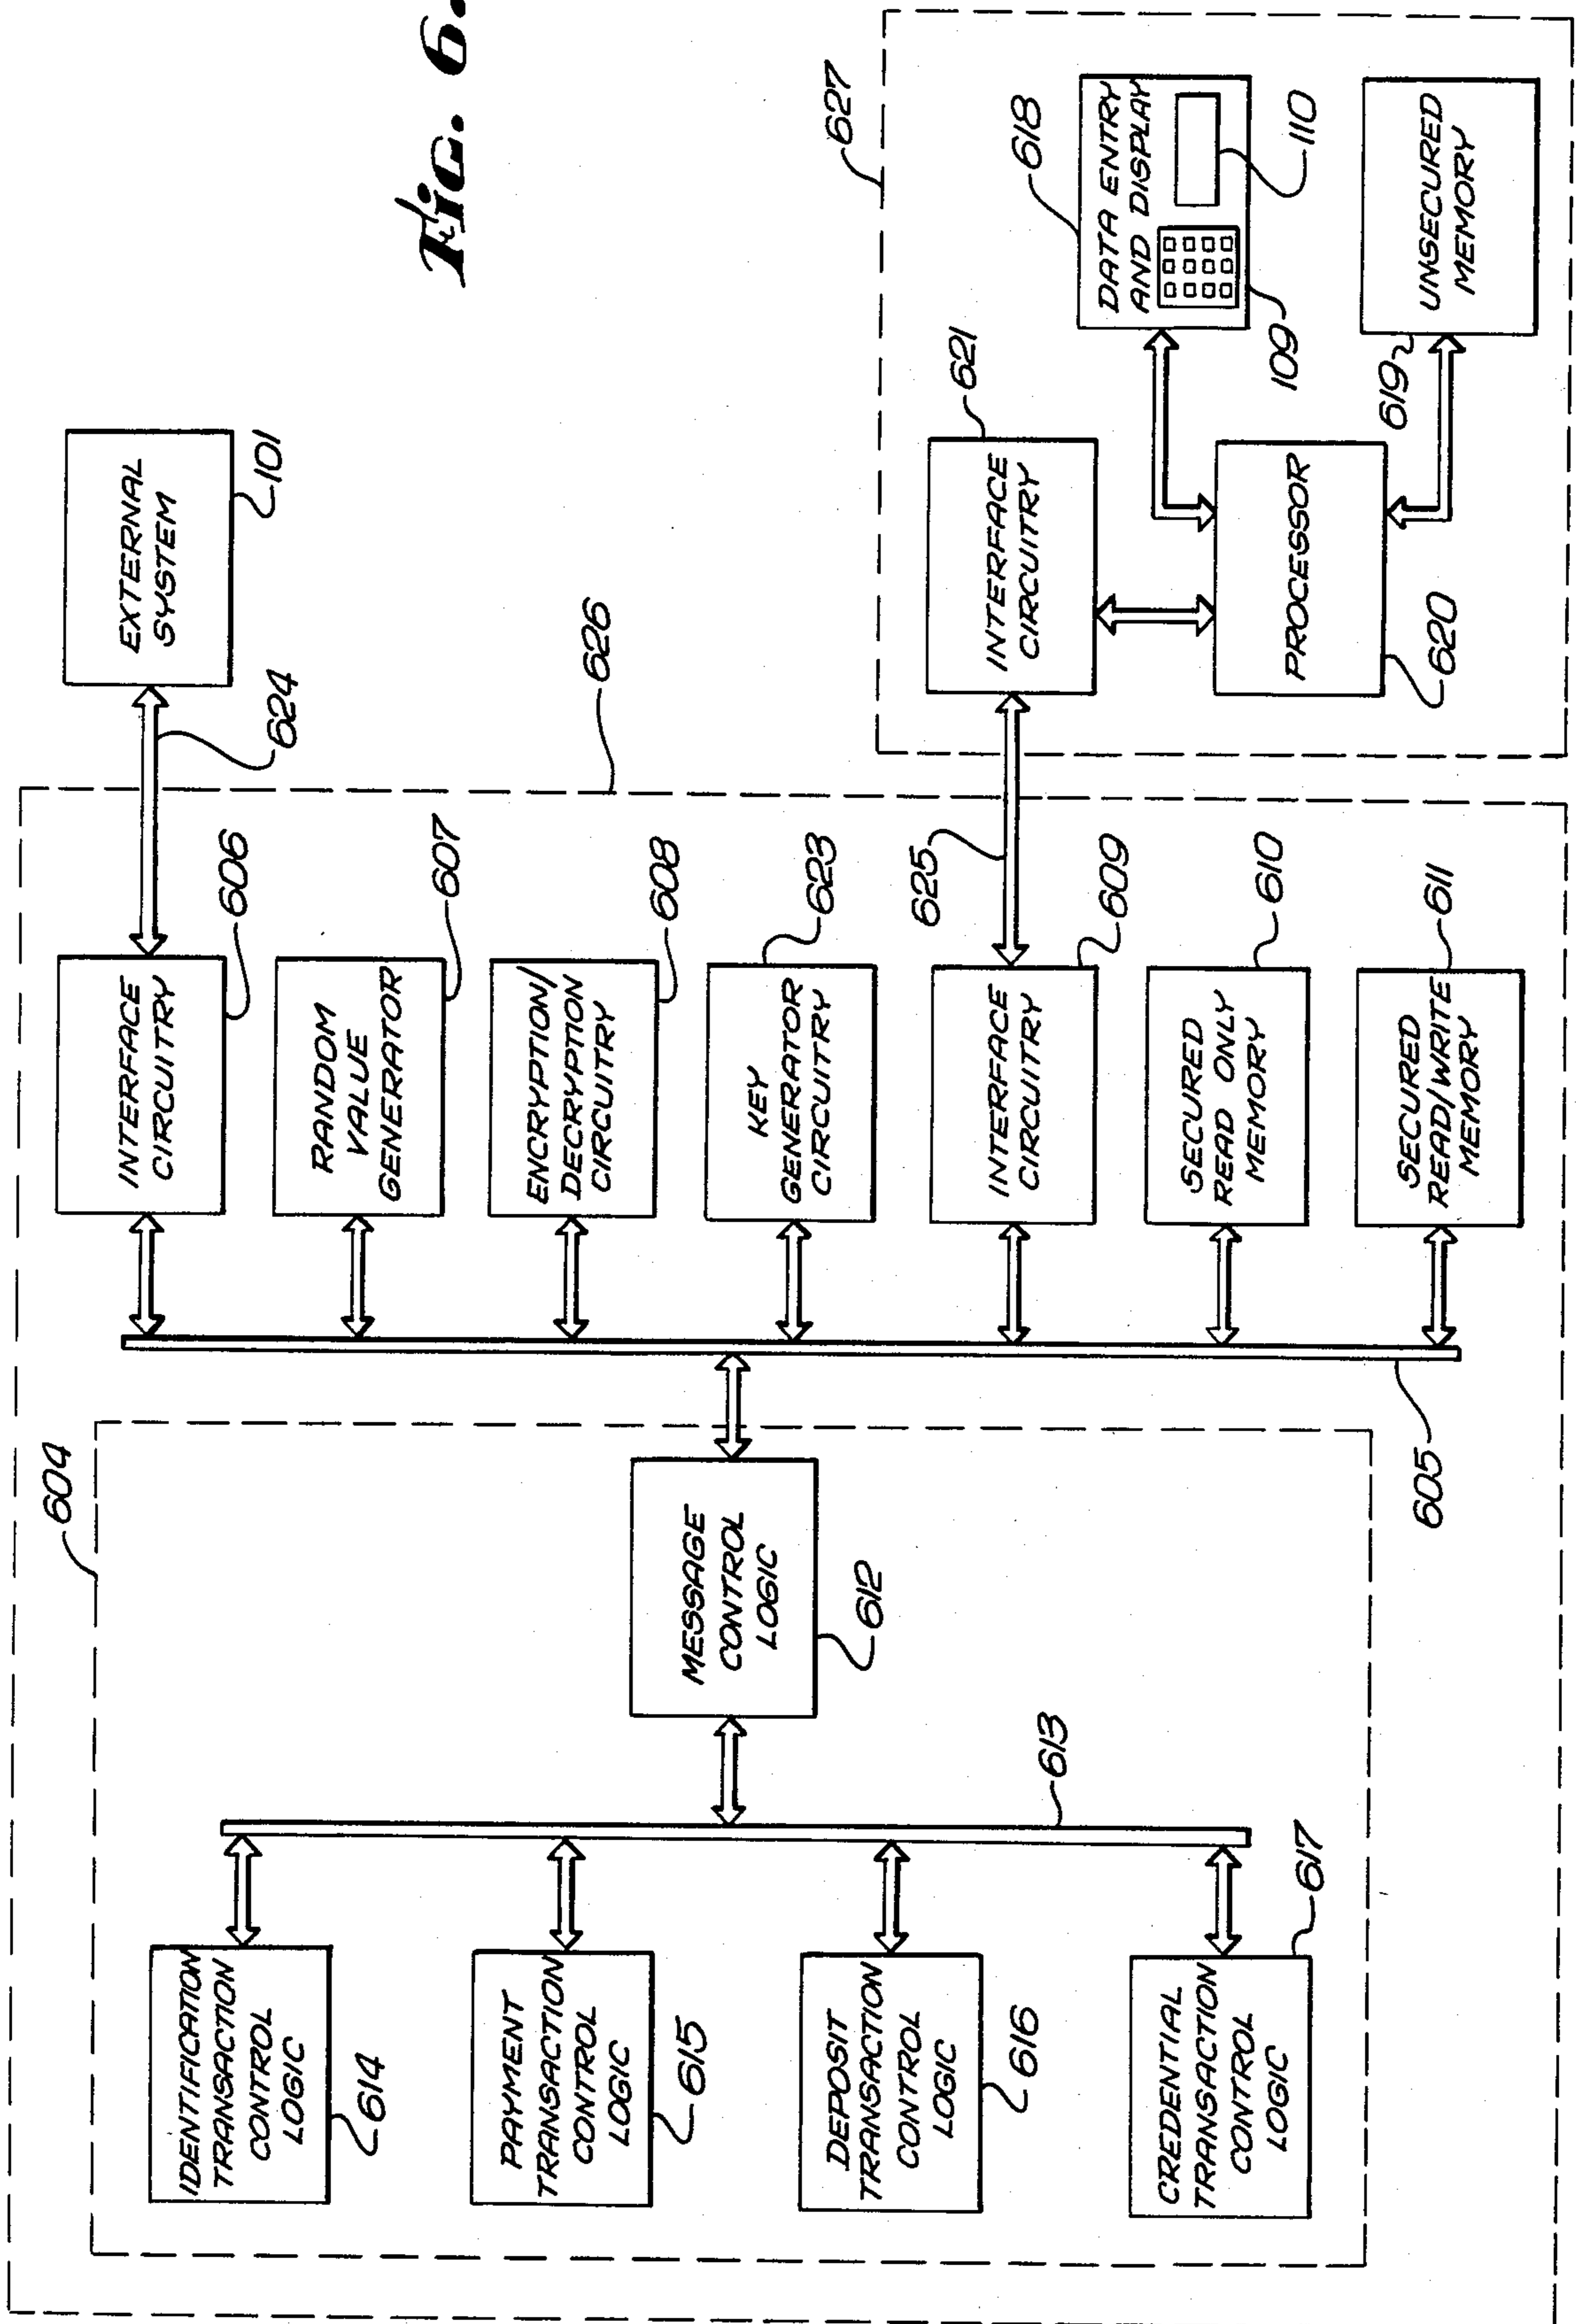 Fig. 6.
604
IDENTIFICATION
TRANSACTION
CONTROL
LOGIC
614
PAYMENT
TRANSACTION
CONTROL
LOGIC
615
DEPOSIT
TRANSACTION
CONTROL
LOGIC
616
CREDENTIAL
TRANSACTION
CONTROL
LOGIC
617
613
MESSAGE
CONTROL
LOGIC
612
605
INTERFACE
CIRCUITRY
606
RANDOM
VALUE
GENERATOR
607
ENCRYPTION/
DECRYPTION
CIRCUITRY
608
KEY
GENERATOR
CIRCUITRY
623
INTERFACE
CIRCUITRY
609
SECURED
READ ONLY
MEMORY
610
SECURED
READ/WRITE
MEMORY
611
626
624
EXTERNAL
SYSTEM
101
625
627
INTERFACE
CIRCUITRY
621
PROCESSOR
620
DATA ENTRY
AND DISPLAY
618
109
110
UNSECURED
MEMORY
619